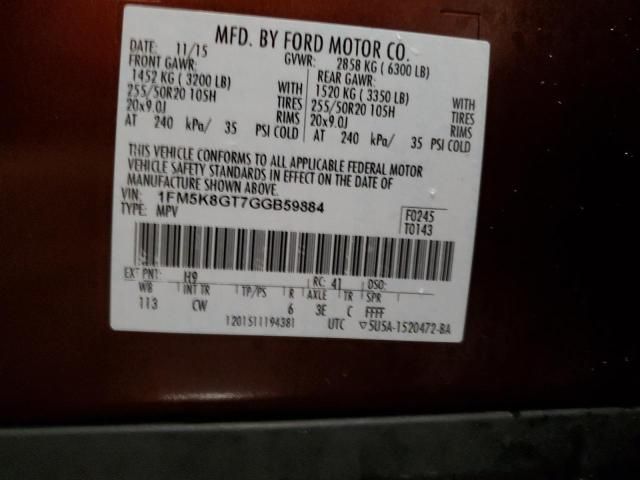 MFD. BY FORD MOTOR CO.
DATE: 11/15 GVWR: 2858 KG (6300 LB)
FRONT GAWR: REAR GAWR:
1452 KG (3200 LB) WITH 1520 KG (3350 LB) WITH
255/50R20 105H TIRES 255/50R20 105H TIRES
20x9.0J RIMS 20x9.0J RIMS
AT 240 kPa/ 35 PSI COLD AT 240 kPa/ 35 PSI COLD
THIS VEHICLE CONFORMS TO ALL APPLICABLE FEDERAL MOTOR
VEHICLE SAFETY STANDARDS IN EFFECT ON THE DATE OF
MANUFACTURE SHOWN ABOVE.
VIN: 1FM5K8GT7GGB59884 F0245
TYPE: MPV T0143
EXT PNT: H9 RC: 41 DSO:
WB INT TR TP/PS R AXLE TR SPR
113 CW 6 3E C FFFF
1201511194381 UTC ▽5U5A-1520472-BA